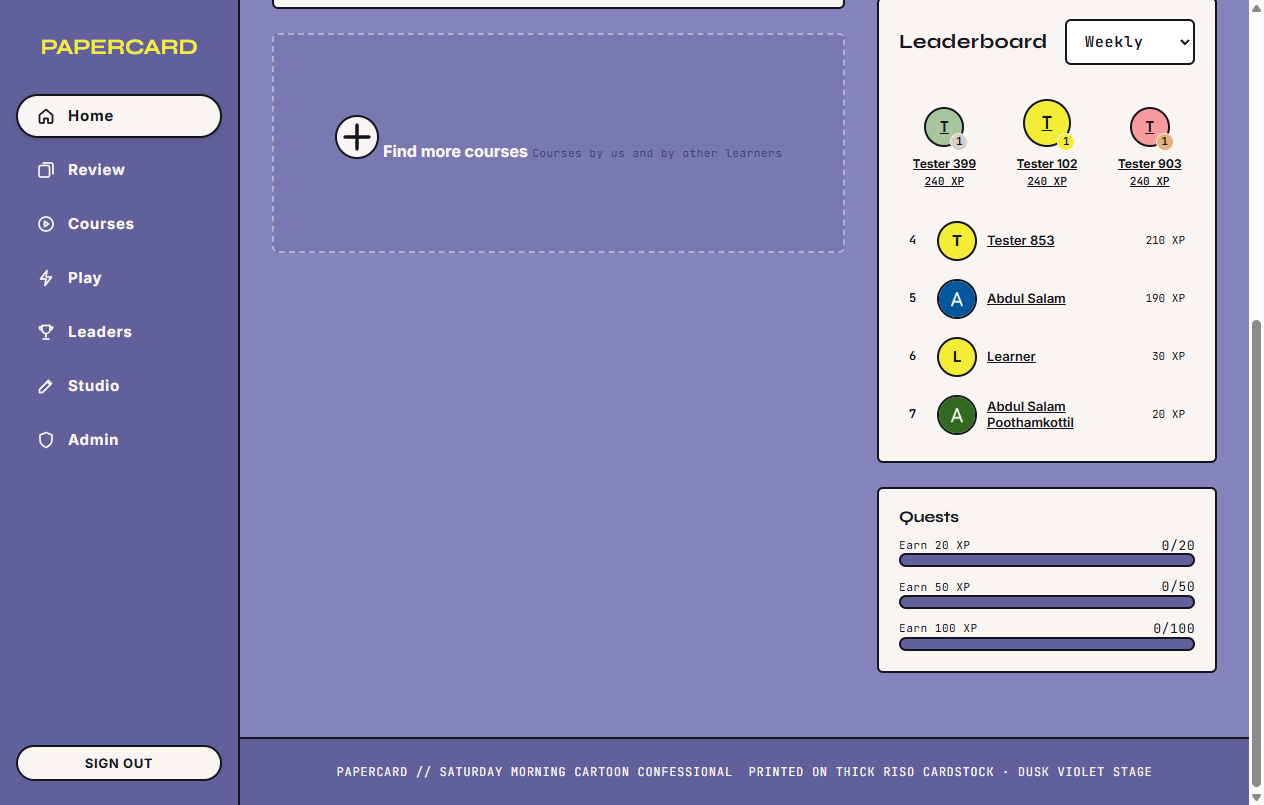 PAPERCARD
Home
Review
Courses
Play
Leaders
Studio
Admin
SIGN OUT
Find more courses Courses by us and by other learners
Leaderboard
Weekly
T 1
T 1
T 1
Tester 399
Tester 102
Tester 903
240 XP
240 XP
240 XP
4 T Tester 853 210 XP
5 A Abdul Salam 190 XP
6 L Learner 30 XP
7 A Abdul Salam Poothamkottil 20 XP
Quests
Earn 20 XP 0/20
Earn 50 XP 0/50
Earn 100 XP 0/100
PAPERCARD // SATURDAY MORNING CARTOON CONFESSIONAL PRINTED ON THICK RISO CARDSTOCK · DUSK VIOLET STAGE